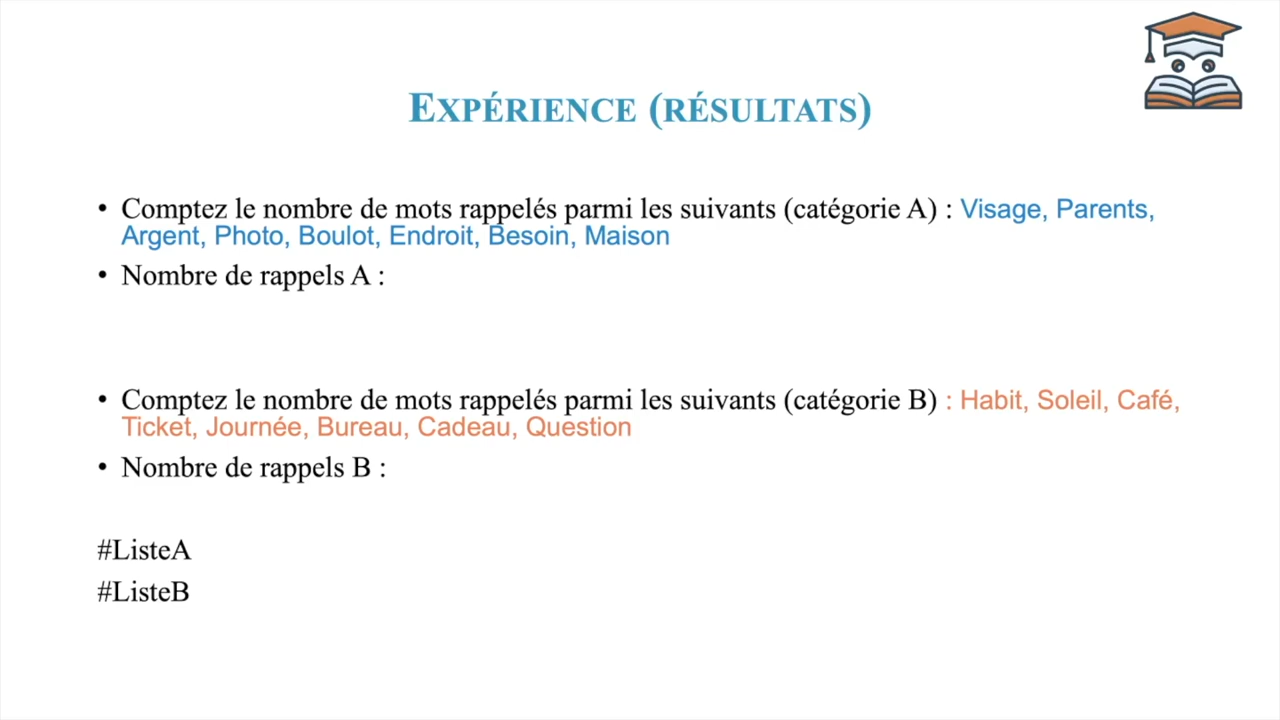 EXPÉRIENCE (RÉSULTATS)
• Comptez le nombre de mots rappelés parmi les suivants (catégorie A) : Visage, Parents,
Argent, Photo, Boulot, Endroit, Besoin, Maison
• Nombre de rappels A :
• Comptez le nombre de mots rappelés parmi les suivants (catégorie B) : Habit, Soleil, Café,
Ticket, Journée, Bureau, Cadeau, Question
• Nombre de rappels B :
#ListeA
#ListeB